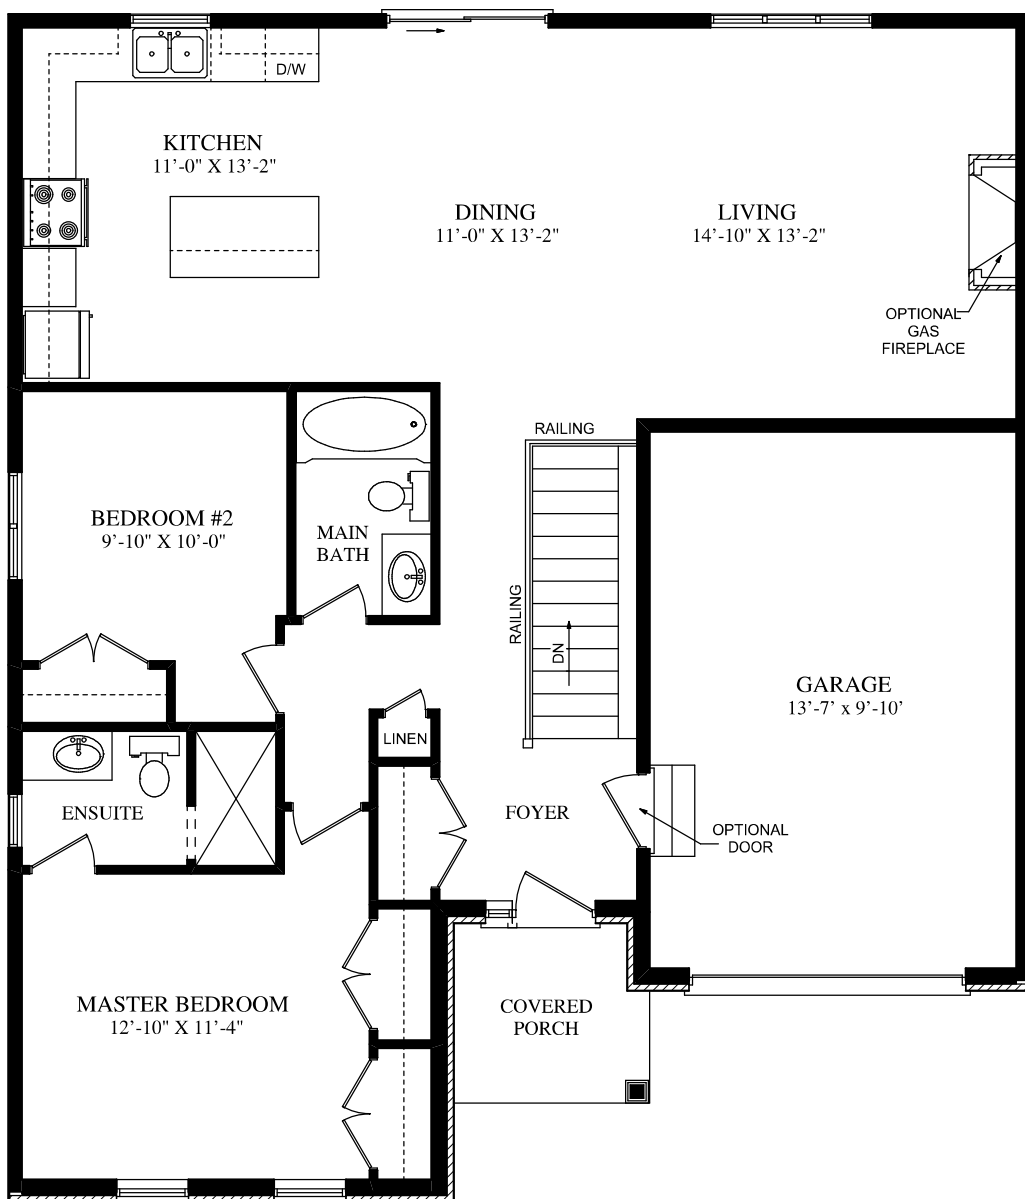 D/W
KITCHEN
11'-0" X 13'-2"
DINING
11'-0" X 13'-2"
LIVING
14'-10" X 13'-2"
OPTIONAL
GAS
FIREPLACE
RAILING
BEDROOM #2
9'-10" X 10'-0"
MAIN
BATH
RAILING
DN
GARAGE
13'-7' x 9'-10'
LINEN
ENSUITE
FOYER
OPTIONAL
DOOR
MASTER BEDROOM
12'-10" X 11'-4"
COVERED
PORCH